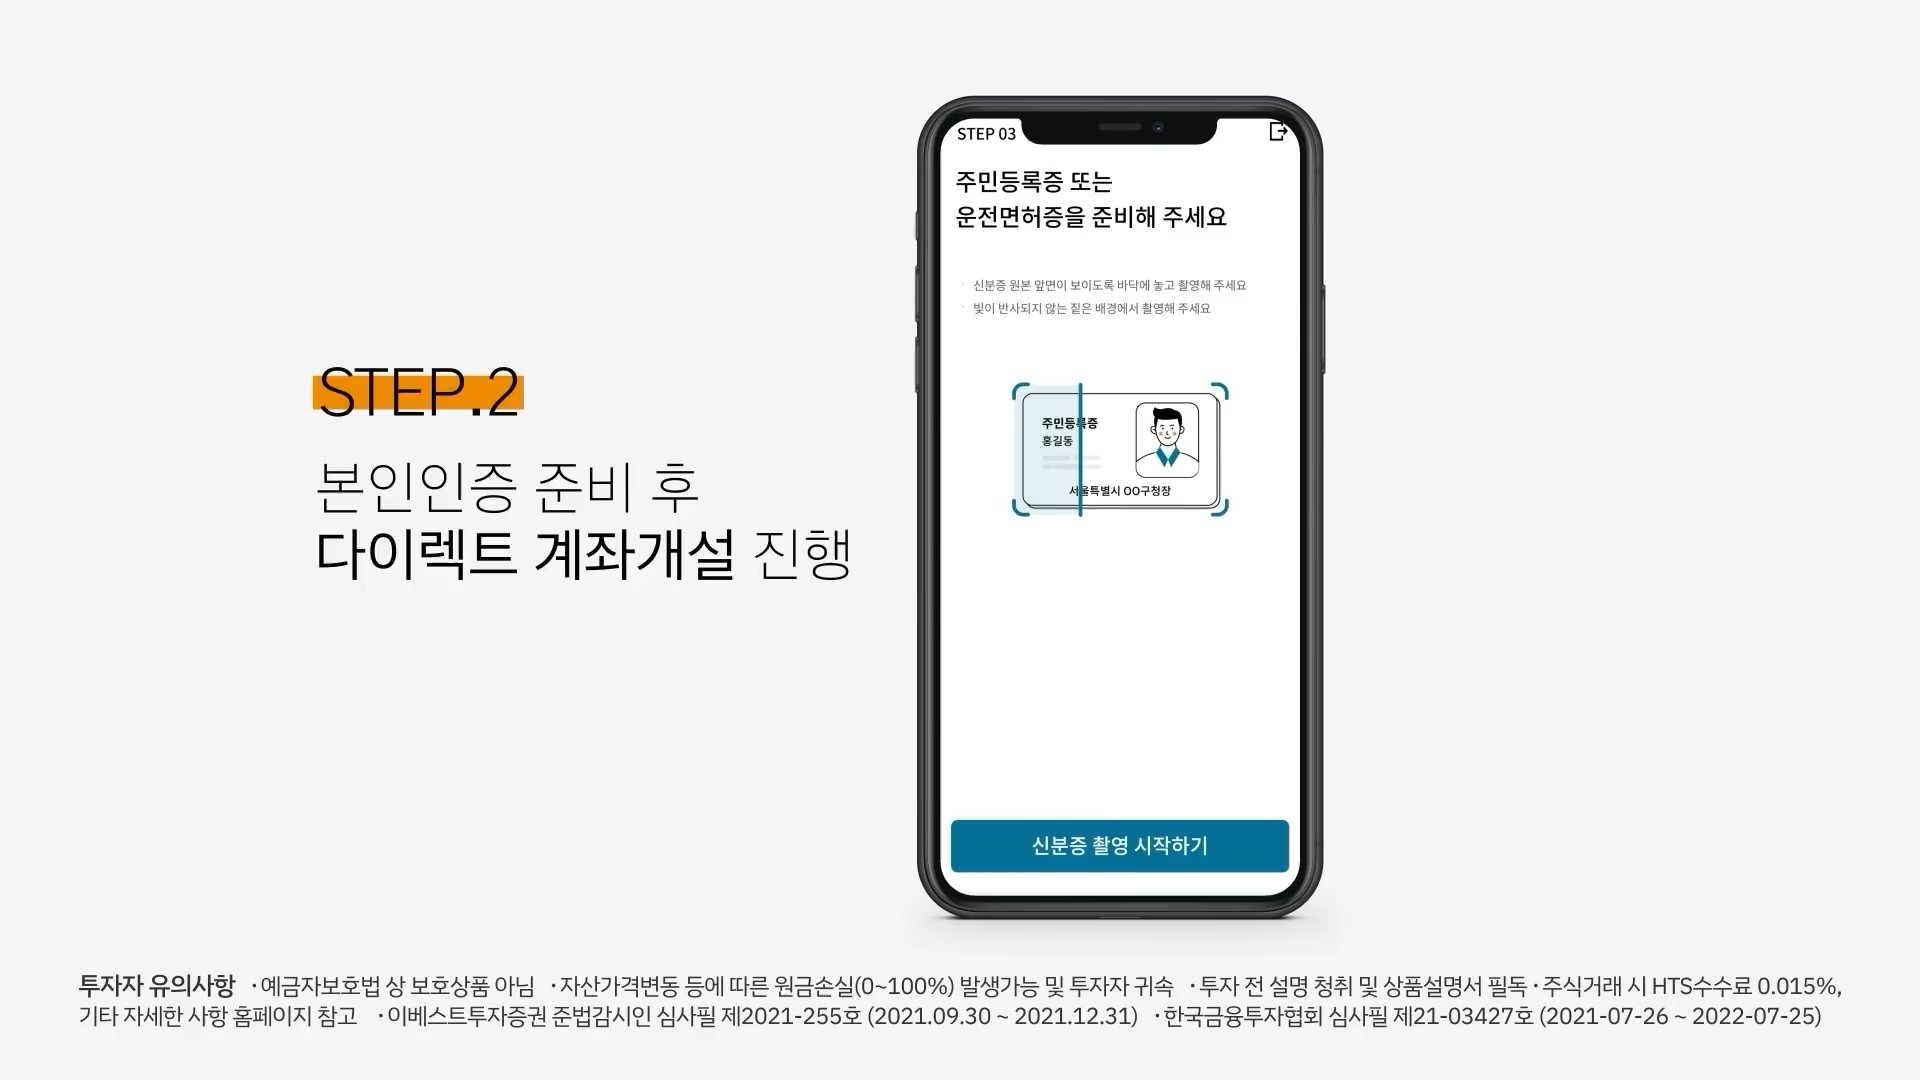 STEP.2
본인인증 준비 후
다이렉트 계좌개설 진행
STEP 03
주민등록증 또는
운전면허증을 준비해 주세요
· 신분증 원본 앞면이 보이도록 바닥에 놓고 촬영해 주세요
· 빛이 반사되지 않는 짙은 배경에서 촬영해 주세요
주민등록증
홍길동
서울특별시 OO구청장
신분증 촬영 시작하기
투자자 유의사항 ·예금자보호법 상 보호상품 아님 ·자산가격변동 등에 따른 원금손실(0~100%) 발생가능 및 투자자 귀속 ·투자 전 설명 청취 및 상품설명서 필독·주식거래 시 HTS수수료 0.015%,
기타 자세한 사항 홈페이지 참고 ·이베스트투자증권 준법감시인 심사필 제2021-255호 (2021.09.30 ~ 2021.12.31) ·한국금융투자협회 심사필 제21-03427호 (2021-07-26 ~ 2022-07-25)